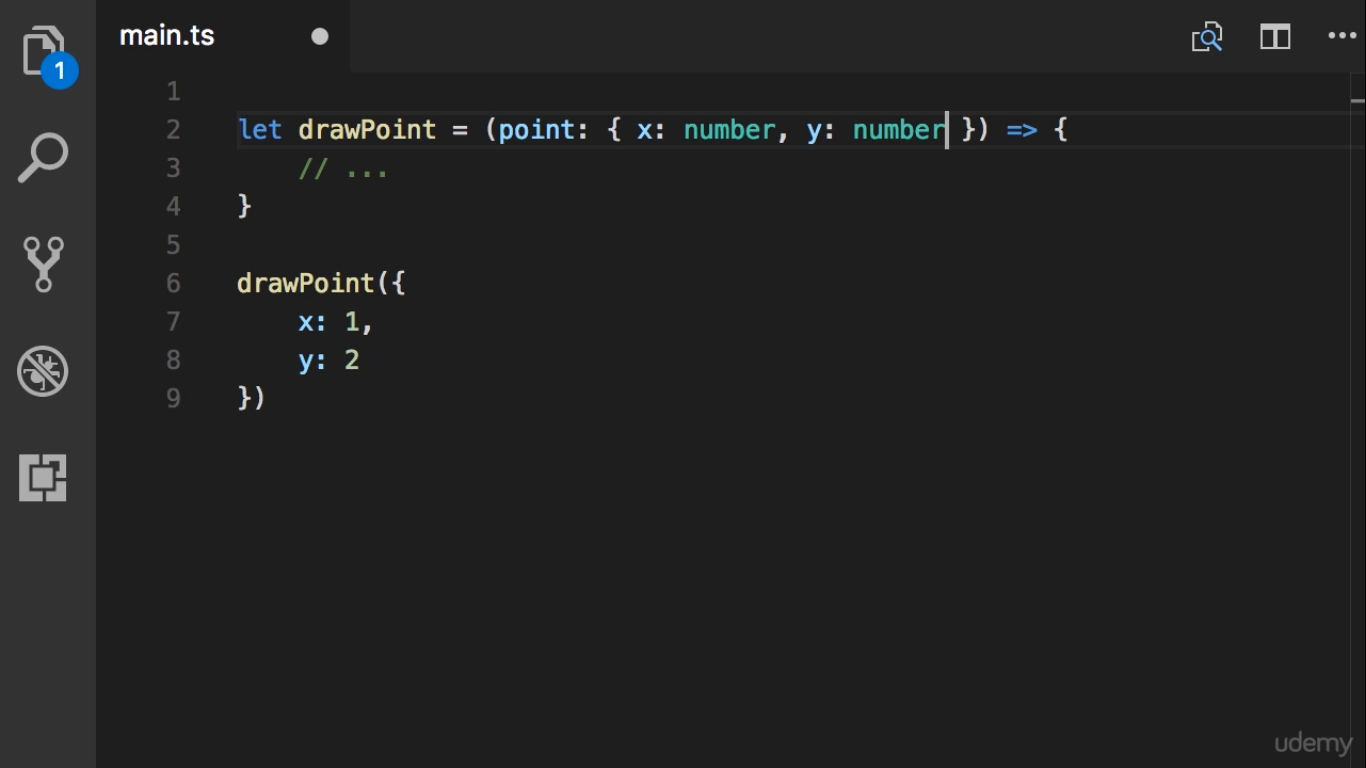 main.ts
1
1
2 let drawPoint = (point: { x: number, y: number }) => {
3     // ...
4 }
5
6 drawPoint({
7     x: 1,
8     y: 2
9 })
udemy